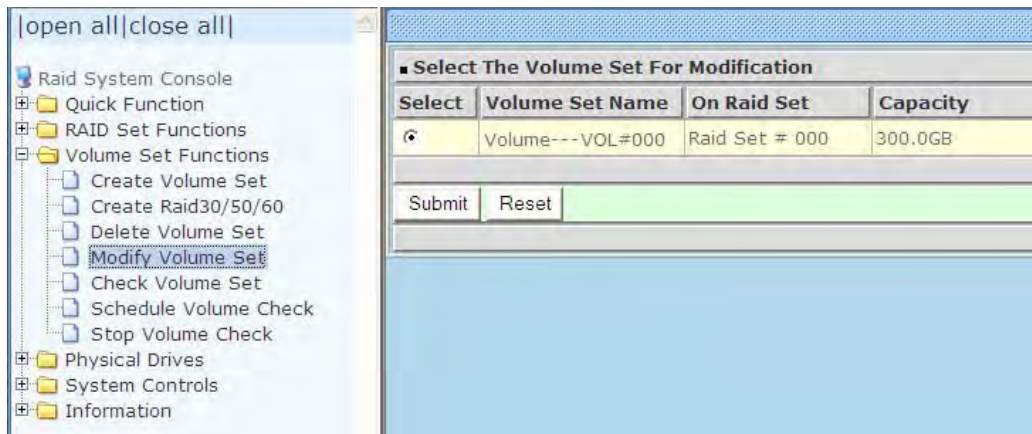 |open all|close all|
Raid System Console
Quick Function
RAID Set Functions
Volume Set Functions
Create Volume Set
Create Raid30/50/60
Delete Volume Set
Modify Volume Set
Check Volume Set
Schedule Volume Check
Stop Volume Check
Physical Drives
System Controls
Information
Select The Volume Set For Modification
Select Volume Set Name On Raid Set Capacity
Volume---VOL#000 Raid Set # 000 300.0GB
Submit Reset